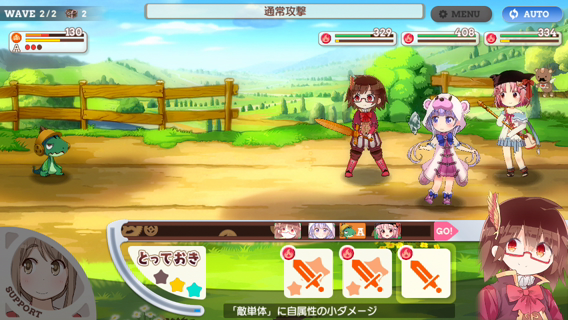 WAVE 2/2 2
通常攻撃
MENU
AUTO
130
A
329
408
334
A
GO!
とっておき
SUPPORT
「敵単体」に自属性の小ダメージ